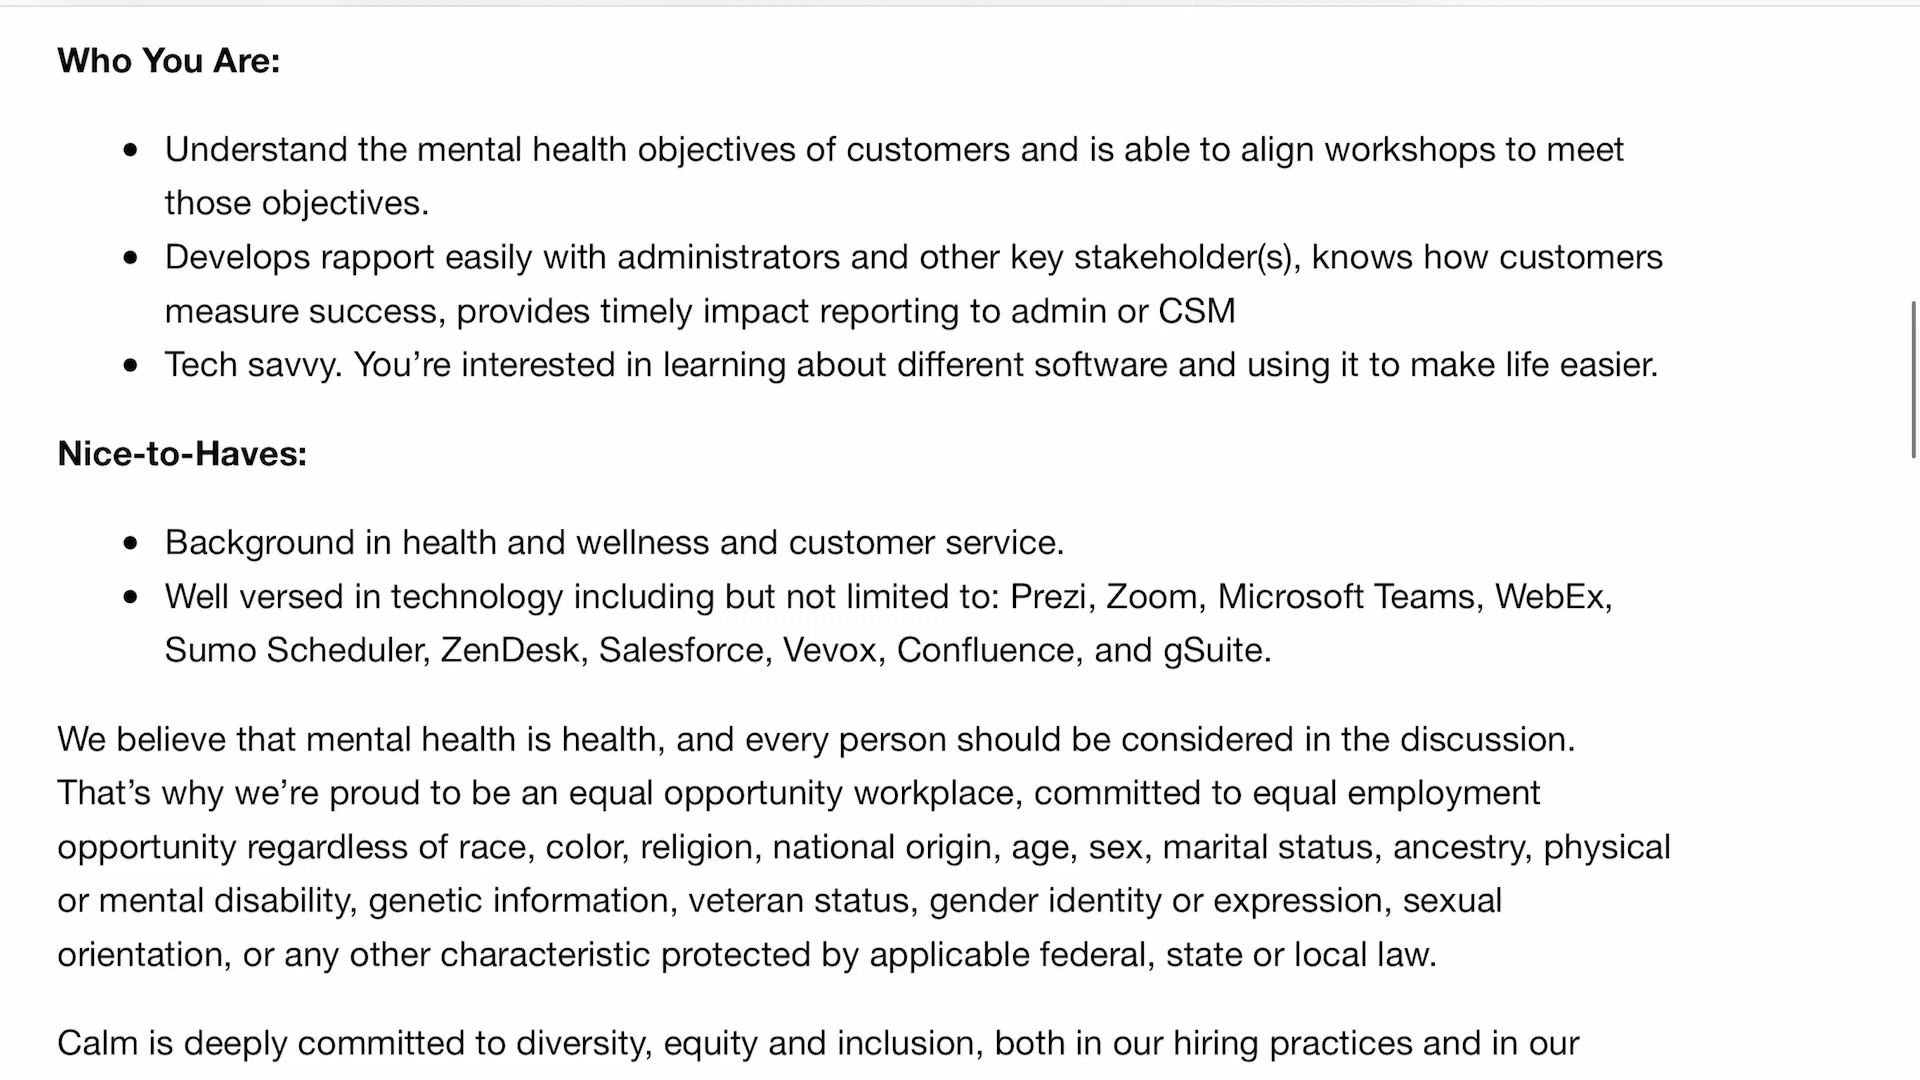 Who You Are:
Understand the mental health objectives of customers and is able to align workshops to meet
those objectives.
Develops rapport easily with administrators and other key stakeholder(s), knows how customers
measure success, provides timely impact reporting to admin or CSM
Tech savvy. You’re interested in learning about different software and using it to make life easier.
Nice-to-Haves:
Background in health and wellness and customer service.
Well versed in technology including but not limited to: Prezi, Zoom, Microsoft Teams, WebEx,
Sumo Scheduler, ZenDesk, Salesforce, Vevox, Confluence, and gSuite.
We believe that mental health is health, and every person should be considered in the discussion.
That’s why we’re proud to be an equal opportunity workplace, committed to equal employment
opportunity regardless of race, color, religion, national origin, age, sex, marital status, ancestry, physical
or mental disability, genetic information, veteran status, gender identity or expression, sexual
orientation, or any other characteristic protected by applicable federal, state or local law.
Calm is deeply committed to diversity, equity and inclusion, both in our hiring practices and in our